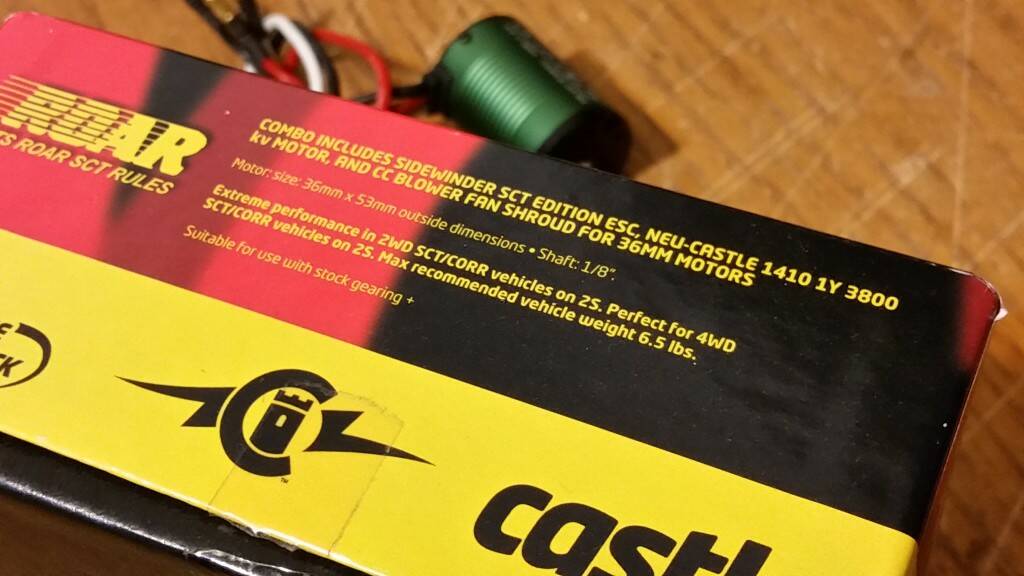 ROAR
ROAR SCT RULES
COMBO INCLUDES SIDEWINDER SCT EDITION ESC, NEU-CASTLE 1410 1Y 3800
kv MOTOR, AND CC BLOWER FAN SHROUD FOR 36MM MOTORS
Motor: size: 36mm x 53mm outside dimensions • Shaft: 1/8"
Extreme performance in 2WD SCT/CORR vehicles on 2S. Perfect for 4WD
SCT/CORR vehicles on 2S. Max recommended vehicle weight 6.5 lbs.
Suitable for use with stock gearing +
TM
castl